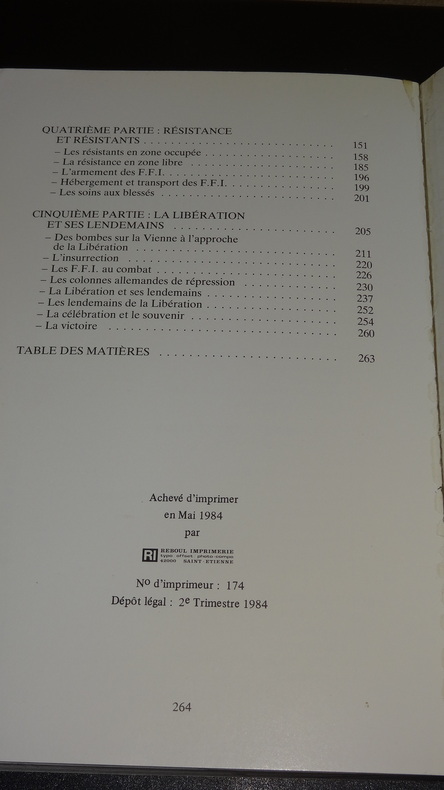 QUATRIÈME PARTIE : RÉSISTANCE
ET RÉSISTANTS . . . . . . . . . . . . . . . . . . . . . . . . . . . . 151
– Les résistants en zone occupée . . . . . . . . . . . . . . . . . . 158
– La résistance en zone libre . . . . . . . . . . . . . . . . . . . . 185
– L'armement des F.F.I. . . . . . . . . . . . . . . . . . . . . . . . 196
– Hébergement et transport des F.F.I. . . . . . . . . . . . . . . . . 199
– Les soins aux blessés . . . . . . . . . . . . . . . . . . . . . . . 201
CINQUIÈME PARTIE : LA LIBÉRATION
ET SES LENDEMAINS . . . . . . . . . . . . . . . . . . . . . . . . 205
– Des bombes sur la Vienne à l'approche
de la Libération . . . . . . . . . . . . . . . . . . . . . . . . . . 211
– L'insurrection . . . . . . . . . . . . . . . . . . . . . . . . . . 220
– Les F.F.I. au combat . . . . . . . . . . . . . . . . . . . . . . . 226
– Les colonnes allemandes de répression . . . . . . . . . . . . . . 230
– La Libération et ses lendemains . . . . . . . . . . . . . . . . . . 237
– Les lendemains de la Libération . . . . . . . . . . . . . . . . . . 252
– La célébration et le souvenir . . . . . . . . . . . . . . . . . . . 254
– La victoire . . . . . . . . . . . . . . . . . . . . . . . . . . . . 260
TABLE DES MATIÈRES . . . . . . . . . . . . . . . . . . . . . . . . 263
Achevé d'imprimer
en Mai 1984
par
RI REBOUL IMPRIMERIE
typo offset photo-compo
42000 SAINT-ETIENNE
Nº d'imprimeur : 174
Dépôt légal : 2e Trimestre 1984
264